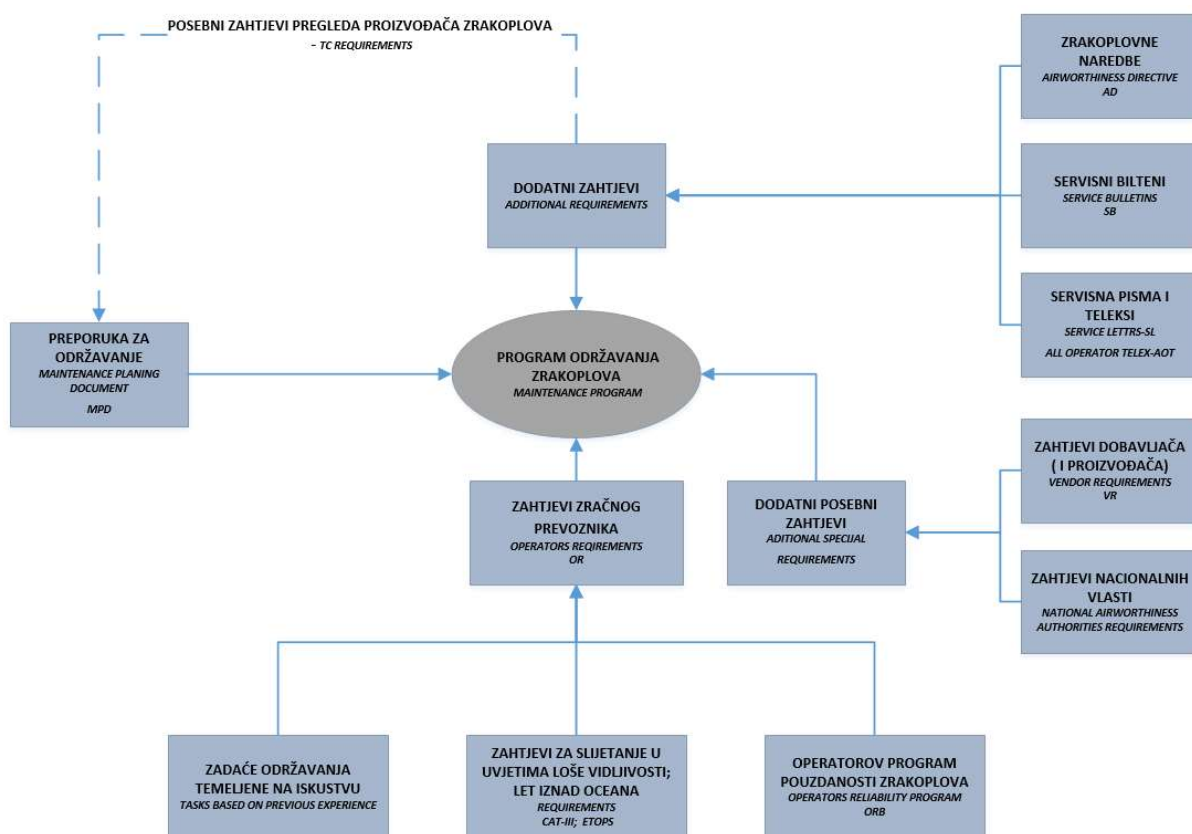 POSEBNI ZAHTJEVI PREGLEDA PROIZVOĐAČA ZRAKOPLOVA
- TC REQUIREMENTS
ZRAKOPLOVNE
NAREDBE
AIRWORTHINESS DIRECTIVE
AD
DODATNI ZAHTJEVI
ADDITIONAL REQUIREMENTS
SERVISNI BILTENI
SERVICE BULLETINS
SB
SERVISNA PISMA I
TELEKSI
SERVICE LETTRS-SL
ALL OPERATOR TELEX-AOT
PREPORUKA ZA
ODRŽAVANJE
MAINTENANCE PLANING
DOCUMENT
MPD
PROGRAM ODRŽAVANJA
ZRAKOPLOVA
MAINTENANCE PROGRAM
ZAHTJEVI DOBAVLJAČA
( I PROIZVOĐAČA)
VENDOR REQUIREMENTS
VR
ZAHTJEVI ZRAČNOG
PREVOZNIKA
OPERATORS REQIREMENTS
OR
DODATNI POSEBNI
ZAHTJEVI
ADITIONAL SPECIJAL
REQUIREMENTS
ZAHTJEVI NACIONALNIH
VLASTI
NATIONAL AIRWORTHINESS
AUTHORITIES REQUIREMENTS
ZADAĆE ODRŽAVANJA
TEMELJENE NA ISKUSTVU
TASKS BASED ON PREVIOUS EXPERIENCE
ZAHTJEVI ZA SLIJETANJE U
UVJETIMA LOŠE VIDLJIVOSTI;
LET IZNAD OCEANA
REQUIREMENTS
CAT-III; ETOPS
OPERATOROV PROGRAM
POUZDANOSTI ZRAKOPLOVA
OPERATORS RELIABILITY PROGRAM
ORB